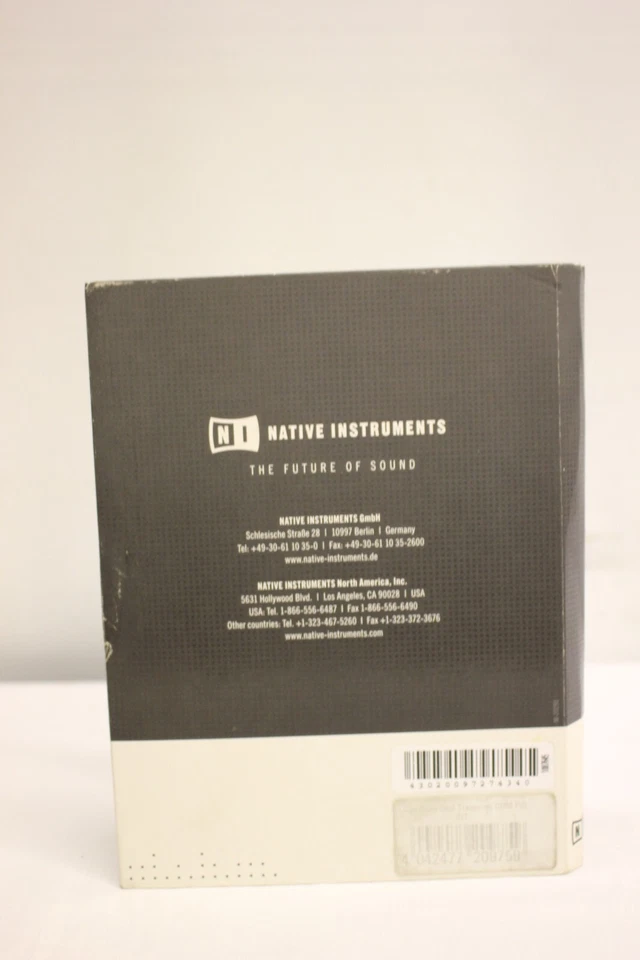 NI NATIVE INSTRUMENTS
THE FUTURE OF SOUND
NATIVE INSTRUMENTS GmbH
Schlesische Straße 28 | 10997 Berlin | Germany
Tel: +49-30-61 10 35-0 | Fax: +49-30-61 10 35-2600
www.native-instruments.de
NATIVE INSTRUMENTS North America, Inc.
5631 Hollywood Blvd. | Los Angeles, CA 90028 | USA
USA: Tel. 1-866-556-6487 | Fax 1-866-556-6490
Other countries: Tel. +1-323-467-5260 | Fax +1-323-372-3676
www.native-instruments.com
63020097276360